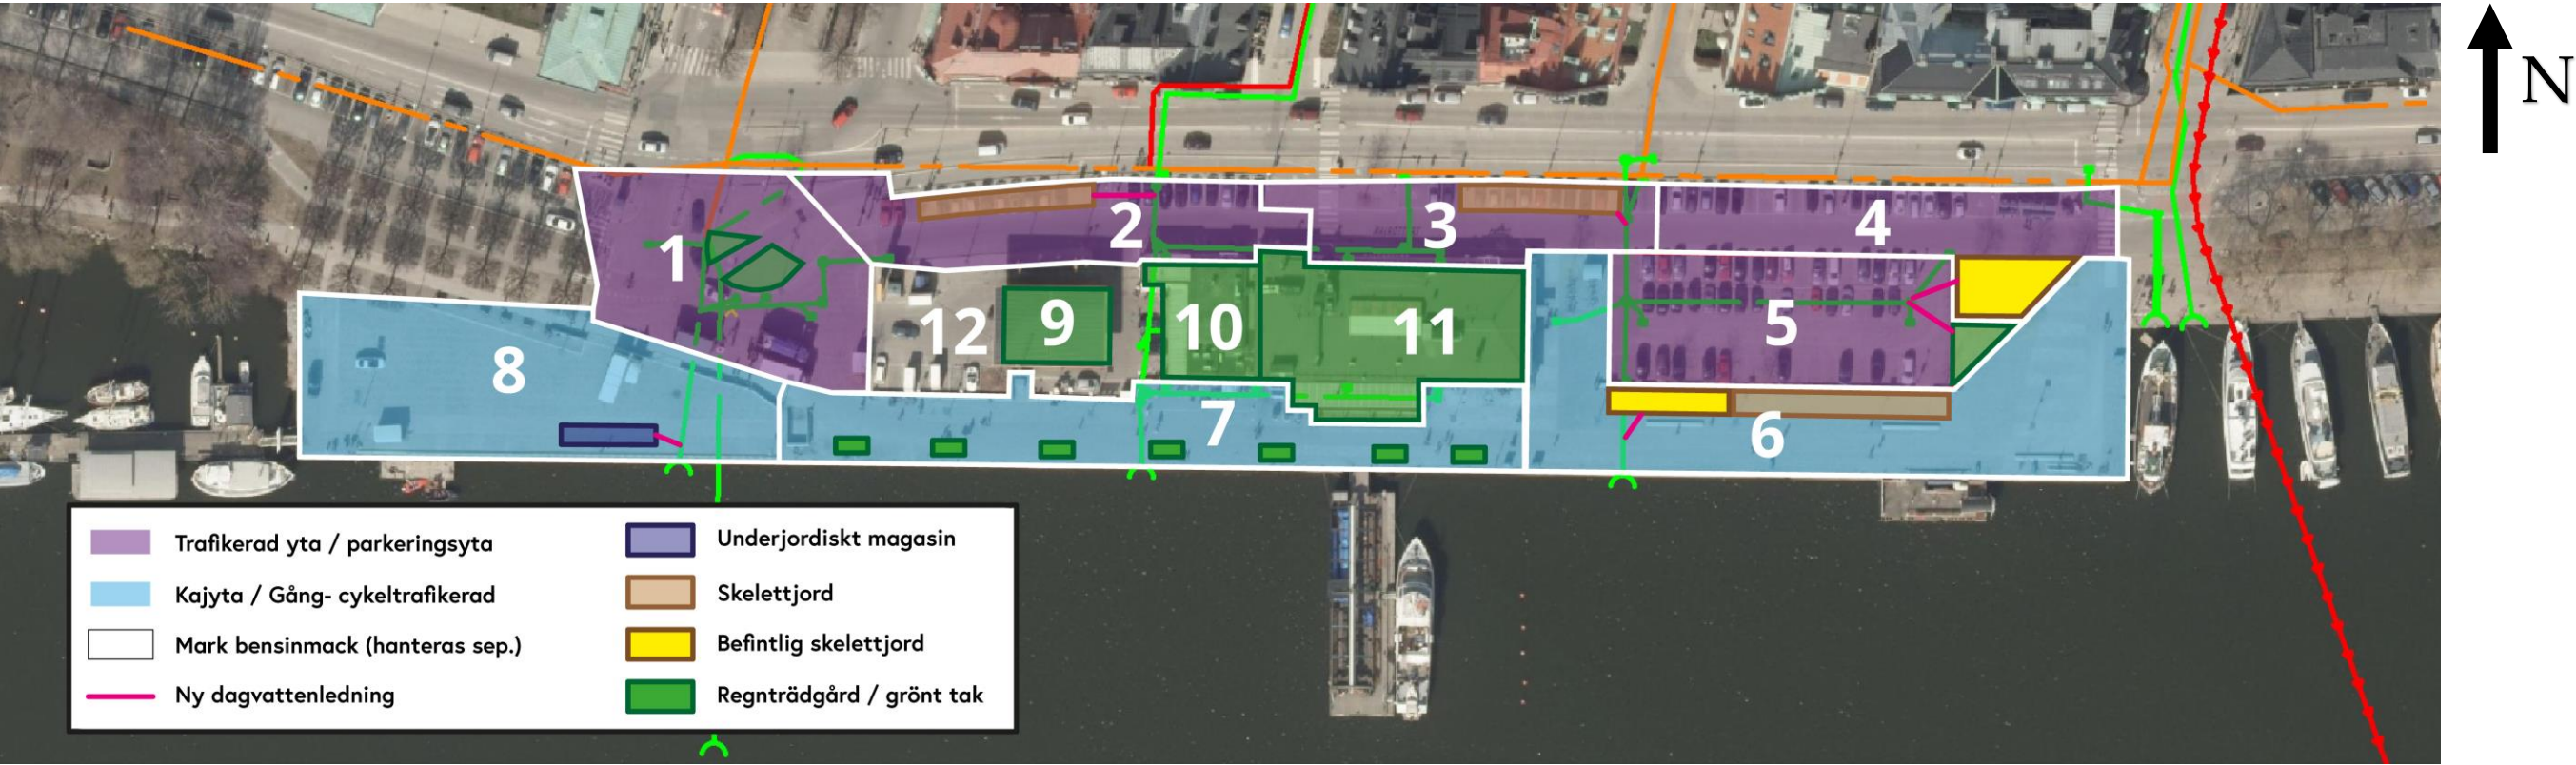 N
1
2
3
4
5
6
7
8
9
10
11
12
Trafikerad yta / parkeringsyta
Kajyta / Gång- cykeltrafikerad
Mark bensinmack (hanteras sep.)
Ny dagvattenledning
Underjordiskt magasin
Skelettjord
Befintlig skelettjord
Regnträdgård / grönt tak